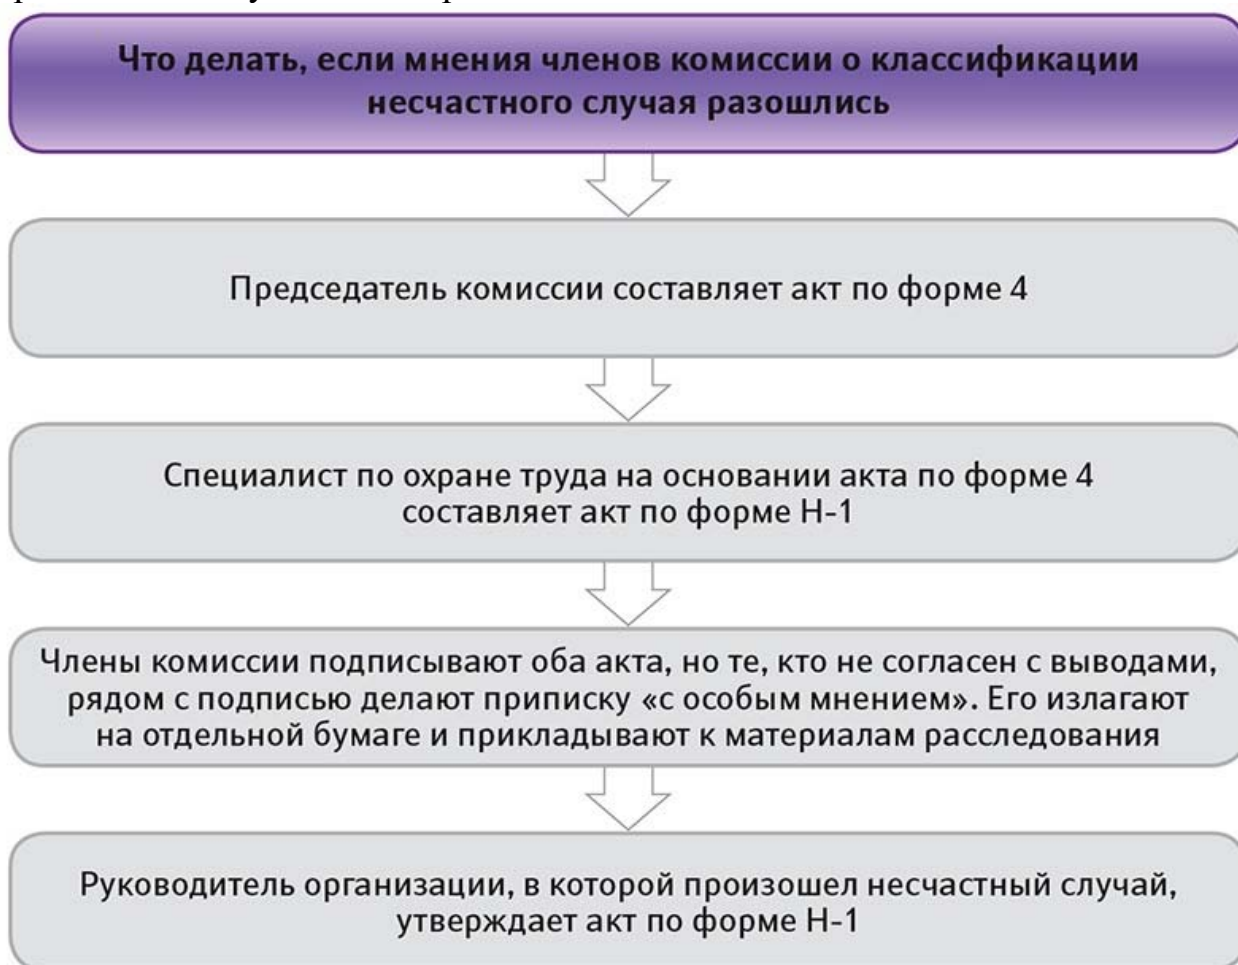 Что делать, если мнения членов комиссии о классификации
несчастного случая разошлись
Председатель комиссии составляет акт по форме 4
Специалист по охране труда на основании акта по форме 4
составляет акт по форме Н-1
Члены комиссии подписывают оба акта, но те, кто не согласен с выводами,
рядом с подписью делают приписку «с особым мнением». Его излагают
на отдельной бумаге и прикладывают к материалам расследования
Руководитель организации, в которой произошел несчастный случай,
утверждает акт по форме Н-1